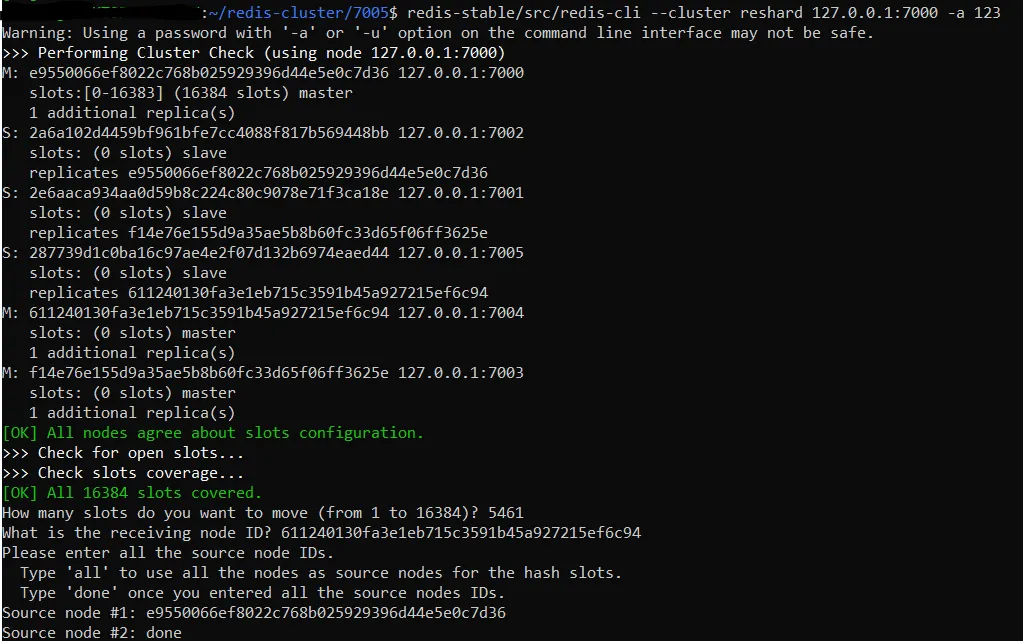 :~/redis-cluster/7005$ redis-stable/src/redis-cli --cluster reshard 127.0.0.1:7000 -a 123
Warning: Using a password with '-a' or '-u' option on the command line interface may not be safe.
>>> Performing Cluster Check (using node 127.0.0.1:7000)
M: e9550066ef8022c768b025929396d44e5e0c7d36 127.0.0.1:7000
   slots:[0-16383] (16384 slots) master
   1 additional replica(s)
S: 2a6a102d4459bf961bfe7cc4088f817b569448bb 127.0.0.1:7002
   slots: (0 slots) slave
   replicates e9550066ef8022c768b025929396d44e5e0c7d36
S: 2e6aaca934aa0d59b8c224c80c9078e71f3ca18e 127.0.0.1:7001
   slots: (0 slots) slave
   replicates f14e76e155d9a35ae5b8b60fc33d65f06ff3625e
S: 287739d1c0ba16c97ae4e2f07d132b6974eaed44 127.0.0.1:7005
   slots: (0 slots) slave
   replicates 611240130fa3e1eb715c3591b45a927215ef6c94
M: 611240130fa3e1eb715c3591b45a927215ef6c94 127.0.0.1:7004
   slots: (0 slots) master
   1 additional replica(s)
M: f14e76e155d9a35ae5b8b60fc33d65f06ff3625e 127.0.0.1:7003
   slots: (0 slots) master
   1 additional replica(s)
[OK] All nodes agree about slots configuration.
>>> Check for open slots...
>>> Check slots coverage...
[OK] All 16384 slots covered.
How many slots do you want to move (from 1 to 16384)? 5461
What is the receiving node ID? 611240130fa3e1eb715c3591b45a927215ef6c94
Please enter all the source node IDs.
  Type 'all' to use all the nodes as source nodes for the hash slots.
  Type 'done' once you entered all the source nodes IDs.
Source node #1: e9550066ef8022c768b025929396d44e5e0c7d36
Source node #2: done